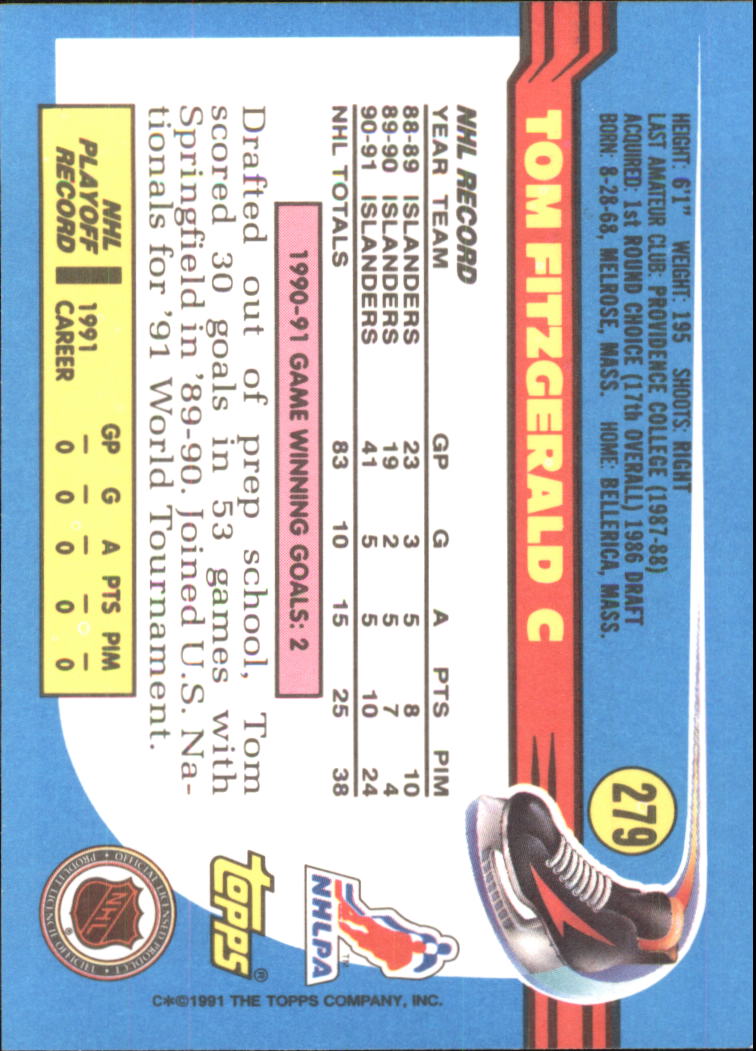 HEIGHT: 6'1" WEIGHT: 195 SHOOTS: RIGHT
LAST AMATEUR CLUB: PROVIDENCE COLLEGE (1987-88)
ACQUIRED: 1st ROUND CHOICE (17th OVERALL) 1986 DRAFT
BORN: 8-28-68, MELROSE, MASS. HOME: BELLERICA, MASS.
279
TOM FITZGERALD C
NHL RECORD
YEAR TEAM GP G A PTS PIM
88-89 ISLANDERS 23 3 5 8 10
89-90 ISLANDERS 19 2 5 7 4
90-91 ISLANDERS 41 5 5 10 24
NHL TOTALS 83 10 15 25 38
1990-91 GAME WINNING GOALS: 2
Drafted out of prep school, Tom
scored 30 goals in 53 games with
Springfield in '89-90. Joined U.S. Na-
tionals for '91 World Tournament.
NHL PLAYOFF RECORD
GP G A PTS PIM
1991 — — — — —
CAREER 0 0 0 0 0
NHLPA TM
topps ®
NHL ®
OFFICIAL LICENSED PRODUCT
C*©1991 THE TOPPS COMPANY, INC.